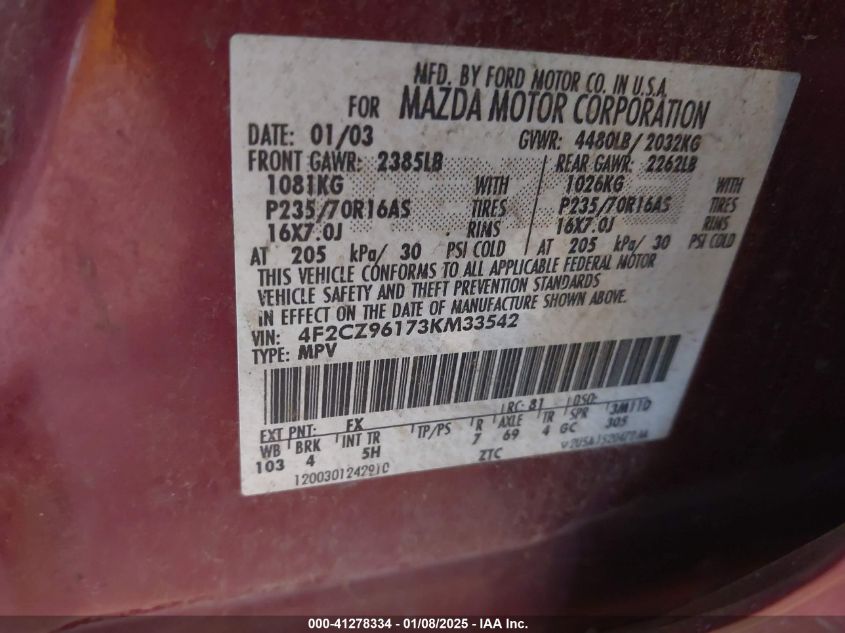 MFD. BY FORD MOTOR CO. IN U.S.A.
FOR MAZDA MOTOR CORPORATION
DATE: 01/03 GVWR: 4480LB/ 2032KG
FRONT GAWR: 2385LB REAR GAWR: 2262LB
1081KG WITH 1026KG WITH
P235/70R16AS TIRES P235/70R16AS TIRES
16X7.0J RIMS 16X7.0J RIMS
AT 205 kPa/ 30 PSI COLD AT 205 kPa/ 30 PSI COLD
THIS VEHICLE CONFORMS TO ALL APPLICABLE FEDERAL MOTOR
VEHICLE SAFETY AND THEFT PREVENTION STANDARDS
IN EFFECT ON THE DATE OF MANUFACTURE SHOWN ABOVE.
VIN: 4F2CZ96173KM33542
TYPE: MPV
EXT PNT: FX RC: 81 DSO:
WB BRK INT TR TP/PS R AXLE TR SPR 3M11D
103 4 5H 7 69 4 GC 305
ZTC
000-41278334 - 01/08/2025 - IAA Inc.